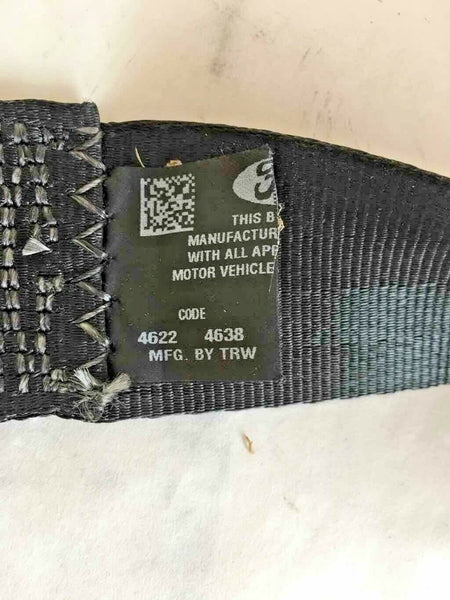 THIS B
MANUFACTUR
WITH ALL APP
MOTOR VEHICLE
CODE
4622 4638
MFG. BY TRW